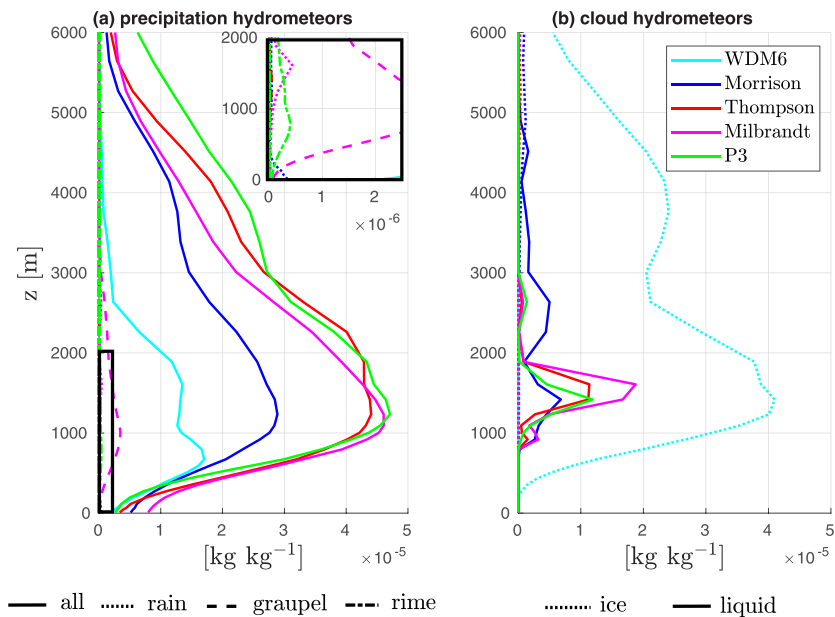 (a) precipitation hydrometeors
6000
5000
4000
3000
2000
1000
0
z [m]
0 1 2 3 4 5
[kg kg⁻¹]
×10⁻⁵
2000
1000
0
0 1 2
×10⁻⁶
(b) cloud hydrometeors
6000
5000
4000
3000
2000
1000
0
0 1 2 3 4 5
[kg kg⁻¹]
×10⁻⁵
WDM6
Morrison
Thompson
Milbrandt
P3
all rain graupel rime
ice liquid